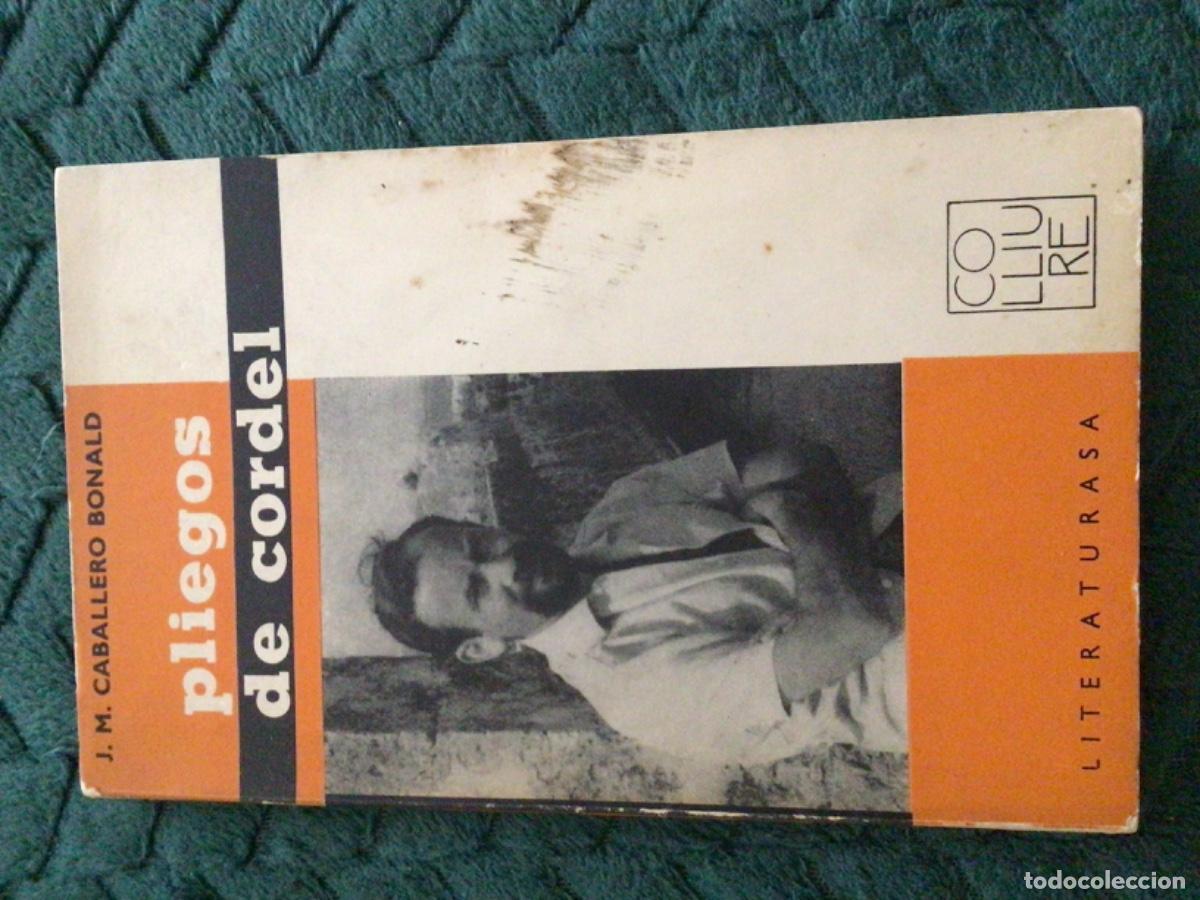 J. M. CABALLERO BONALD
pliegos
de cordel
CO
LLIU
RE
LITERATURASA
todocoleccion